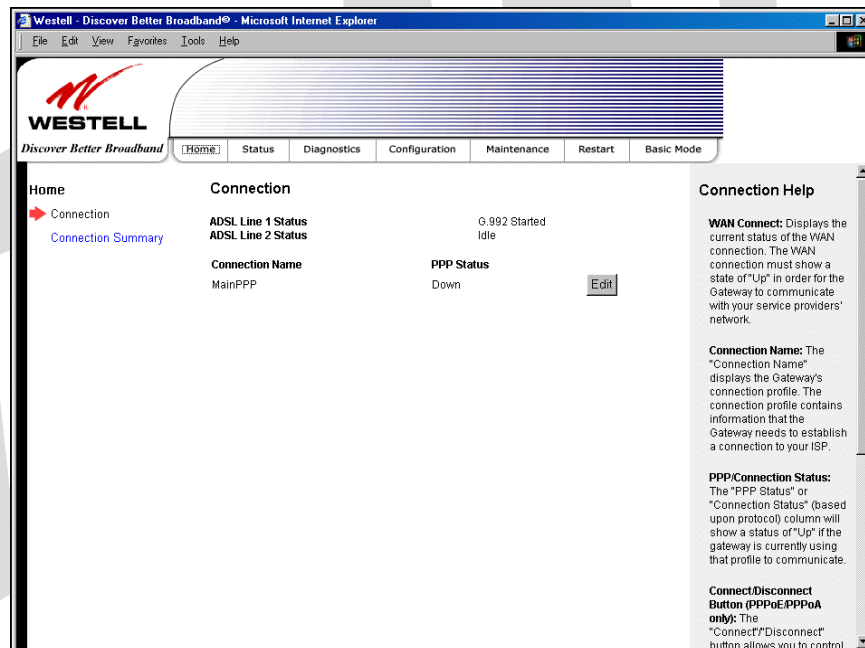 Westell - Discover Better Broadband® - Microsoft Internet Explorer
File Edit View Favorites Tools Help
WESTELL
Discover Better Broadband
Home Status Diagnostics Configuration Maintenance Restart Basic Mode
Home
Connection
Connection Summary
Connection
ADSL Line 1 Status G.992 Started
ADSL Line 2 Status Idle
Connection Name PPP Status
MainPPP Down Edit
Connection Help
WAN Connect: Displays the
current status of the WAN
connection. The WAN
connection must show a
state of "Up" in order for the
Gateway to communicate
with your service providers'
network.
Connection Name: The
"Connection Name"
displays the Gateway's
connection profile. The
connection profile contains
information that the
Gateway needs to establish
a connection to your ISP.
PPP/Connection Status:
The "PPP Status" or
"Connection Status" (based
upon protocol) column will
show a status of "Up" if the
gateway is currently using
that profile to communicate.
Connect/Disconnect
Button (PPPoE/PPPoA
only): The
"Connect"/"Disconnect"
button allows you to control